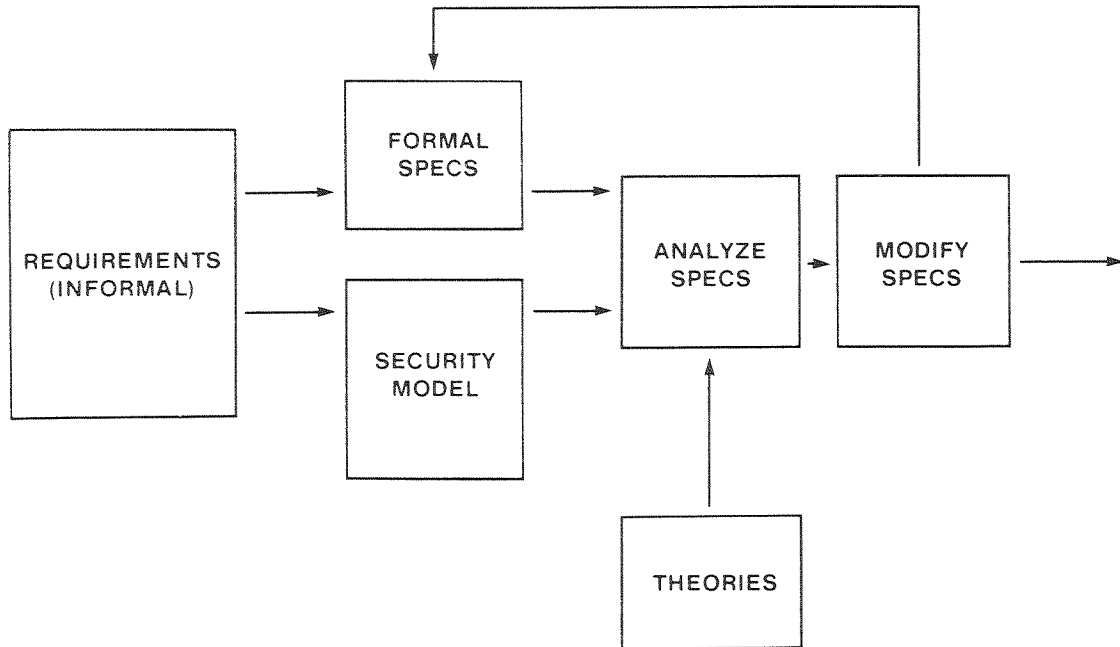 FORMAL
SPECS
REQUIREMENTS
(INFORMAL)
ANALYZE
SPECS
MODIFY
SPECS
SECURITY
MODEL
THEORIES